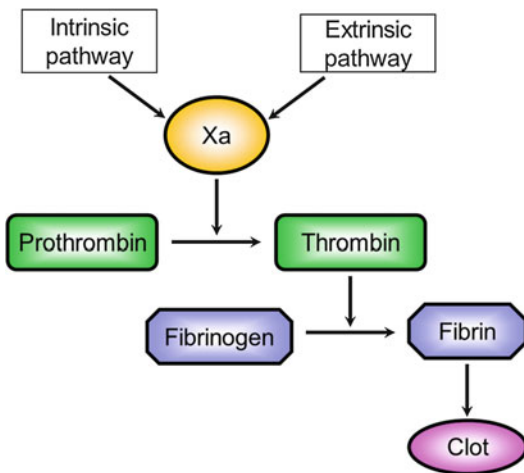 Intrinsic
pathway
Extrinsic
pathway
Xa
Prothrombin
Thrombin
Fibrinogen
Fibrin
Clot